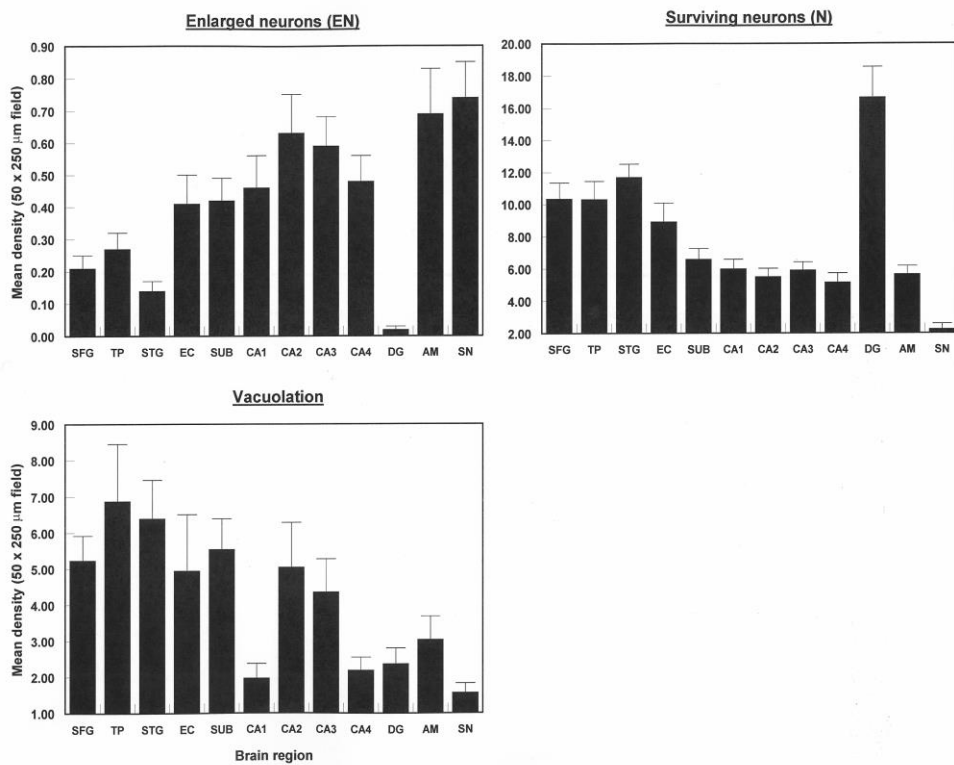 Enlarged neurons (EN)
Mean density (50 x 250 µm field)
0.90
0.80
0.70
0.60
0.50
0.40
0.30
0.20
0.10
0.00
SFG TP STG EC SUB CA1 CA2 CA3 CA4 DG AM SN
Surviving neurons (N)
Mean density (50 x 250 µm field)
20.00
18.00
16.00
14.00
12.00
10.00
8.00
6.00
4.00
2.00
SFG TP STG EC SUB CA1 CA2 CA3 CA4 DG AM SN
Vacuolation
Mean density (50 x 250 µm field)
9.00
8.00
7.00
6.00
5.00
4.00
3.00
2.00
1.00
SFG TP STG EC SUB CA1 CA2 CA3 CA4 DG AM SN
Brain region